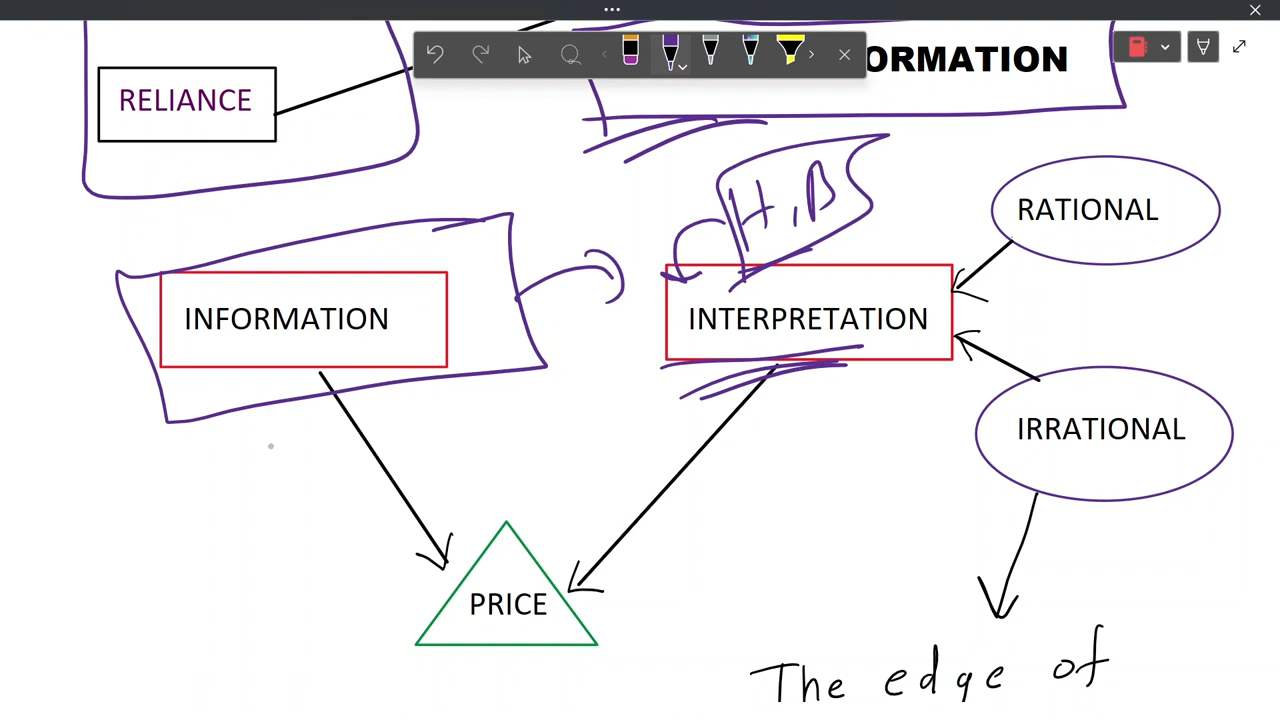 ORMATION
RELIANCE
H,B
RATIONAL
INFORMATION
INTERPRETATION
IRRATIONAL
PRICE
The edge of